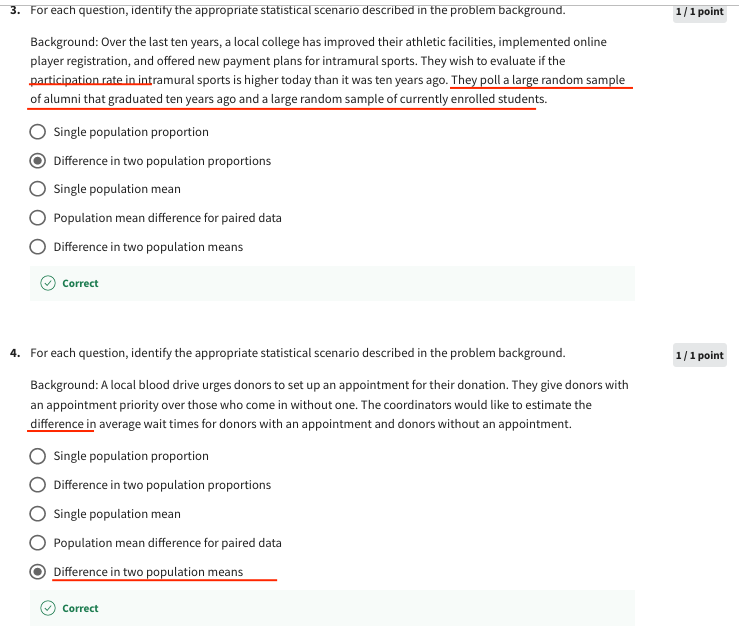 3. For each question, identify the appropriate statistical scenario described in the problem background.
1 / 1 point
Background: Over the last ten years, a local college has improved their athletic facilities, implemented online
player registration, and offered new payment plans for intramural sports. They wish to evaluate if the
participation rate in intramural sports is higher today than it was ten years ago. They poll a large random sample
of alumni that graduated ten years ago and a large random sample of currently enrolled students.
Single population proportion
Difference in two population proportions
Single population mean
Population mean difference for paired data
Difference in two population means
Correct
4. For each question, identify the appropriate statistical scenario described in the problem background.
1 / 1 point
Background: A local blood drive urges donors to set up an appointment for their donation. They give donors with
an appointment priority over those who come in without one. The coordinators would like to estimate the
difference in average wait times for donors with an appointment and donors without an appointment.
Single population proportion
Difference in two population proportions
Single population mean
Population mean difference for paired data
Difference in two population means
Correct